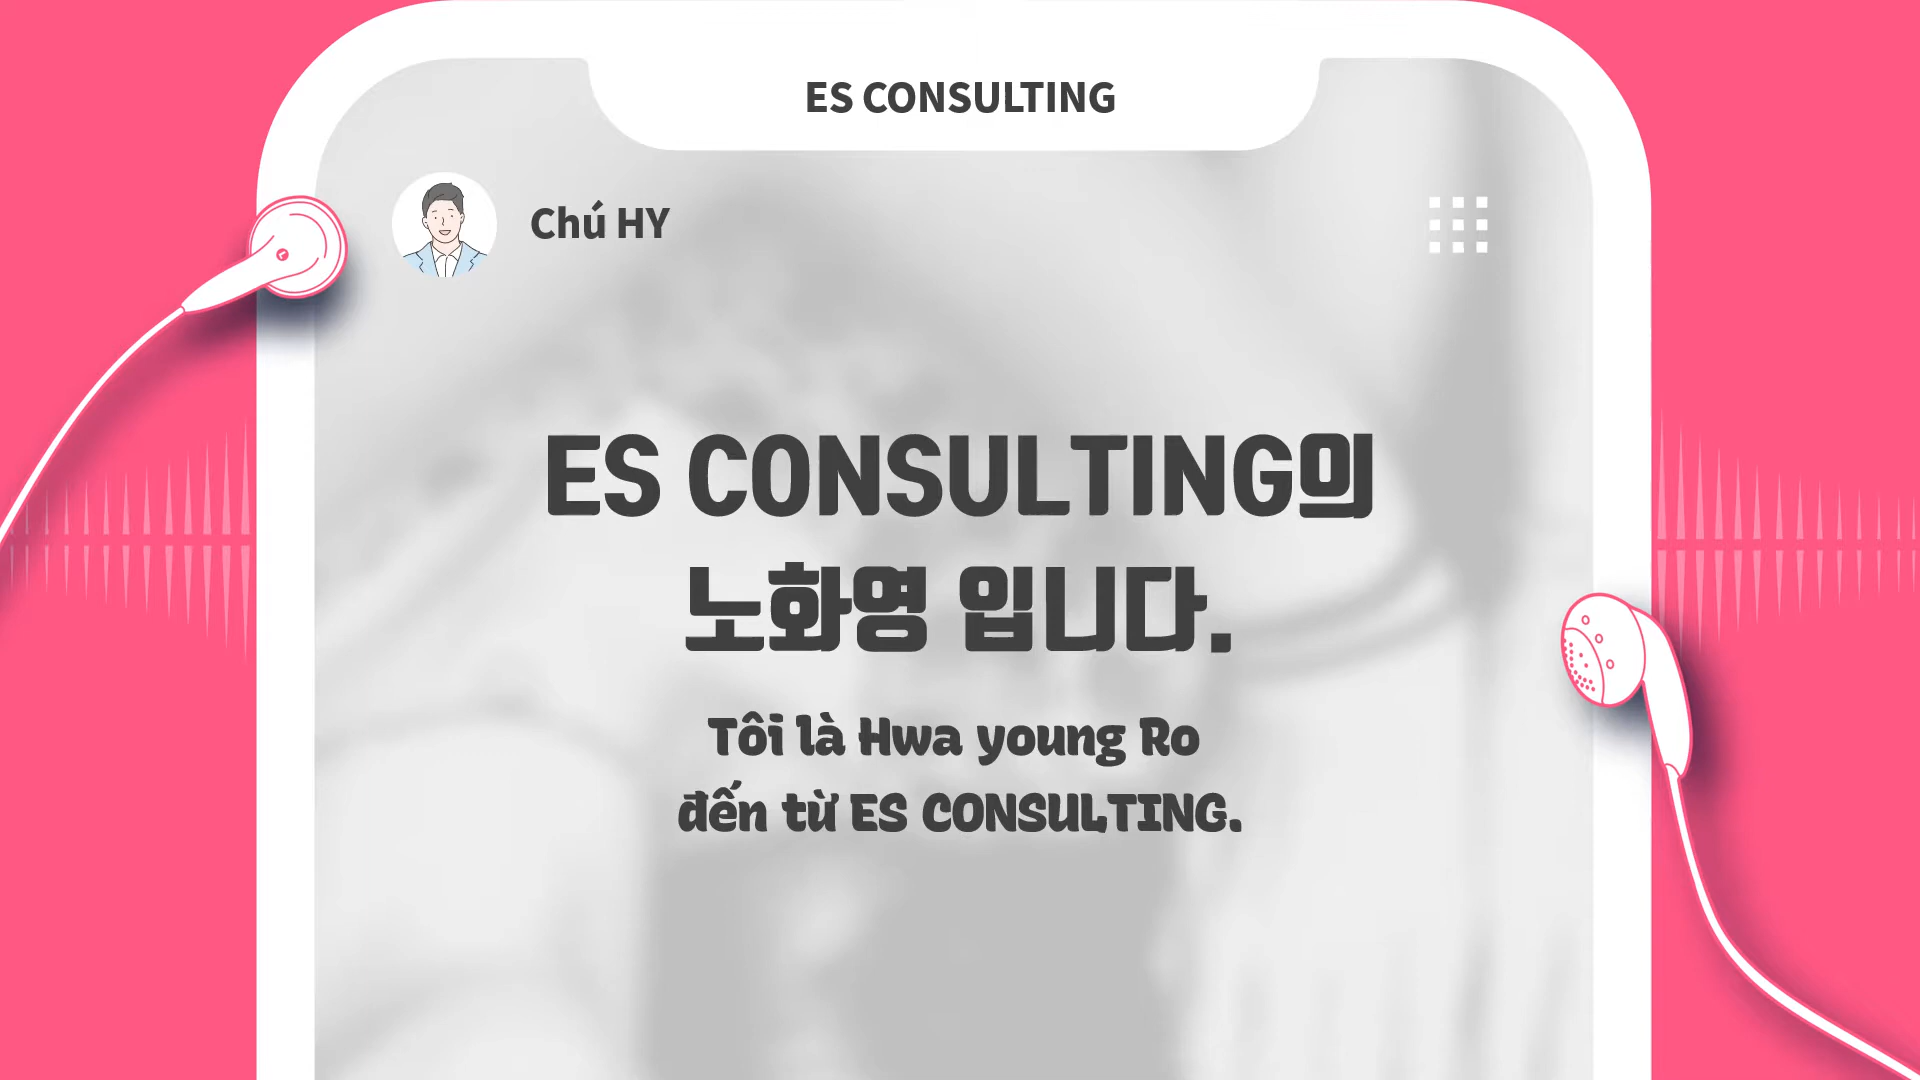 ES CONSULTING
Chú HY
ES CONSULTING의
노화영 입니다.
Tôi là Hwa young Ro
đến từ ES CONSULTING.